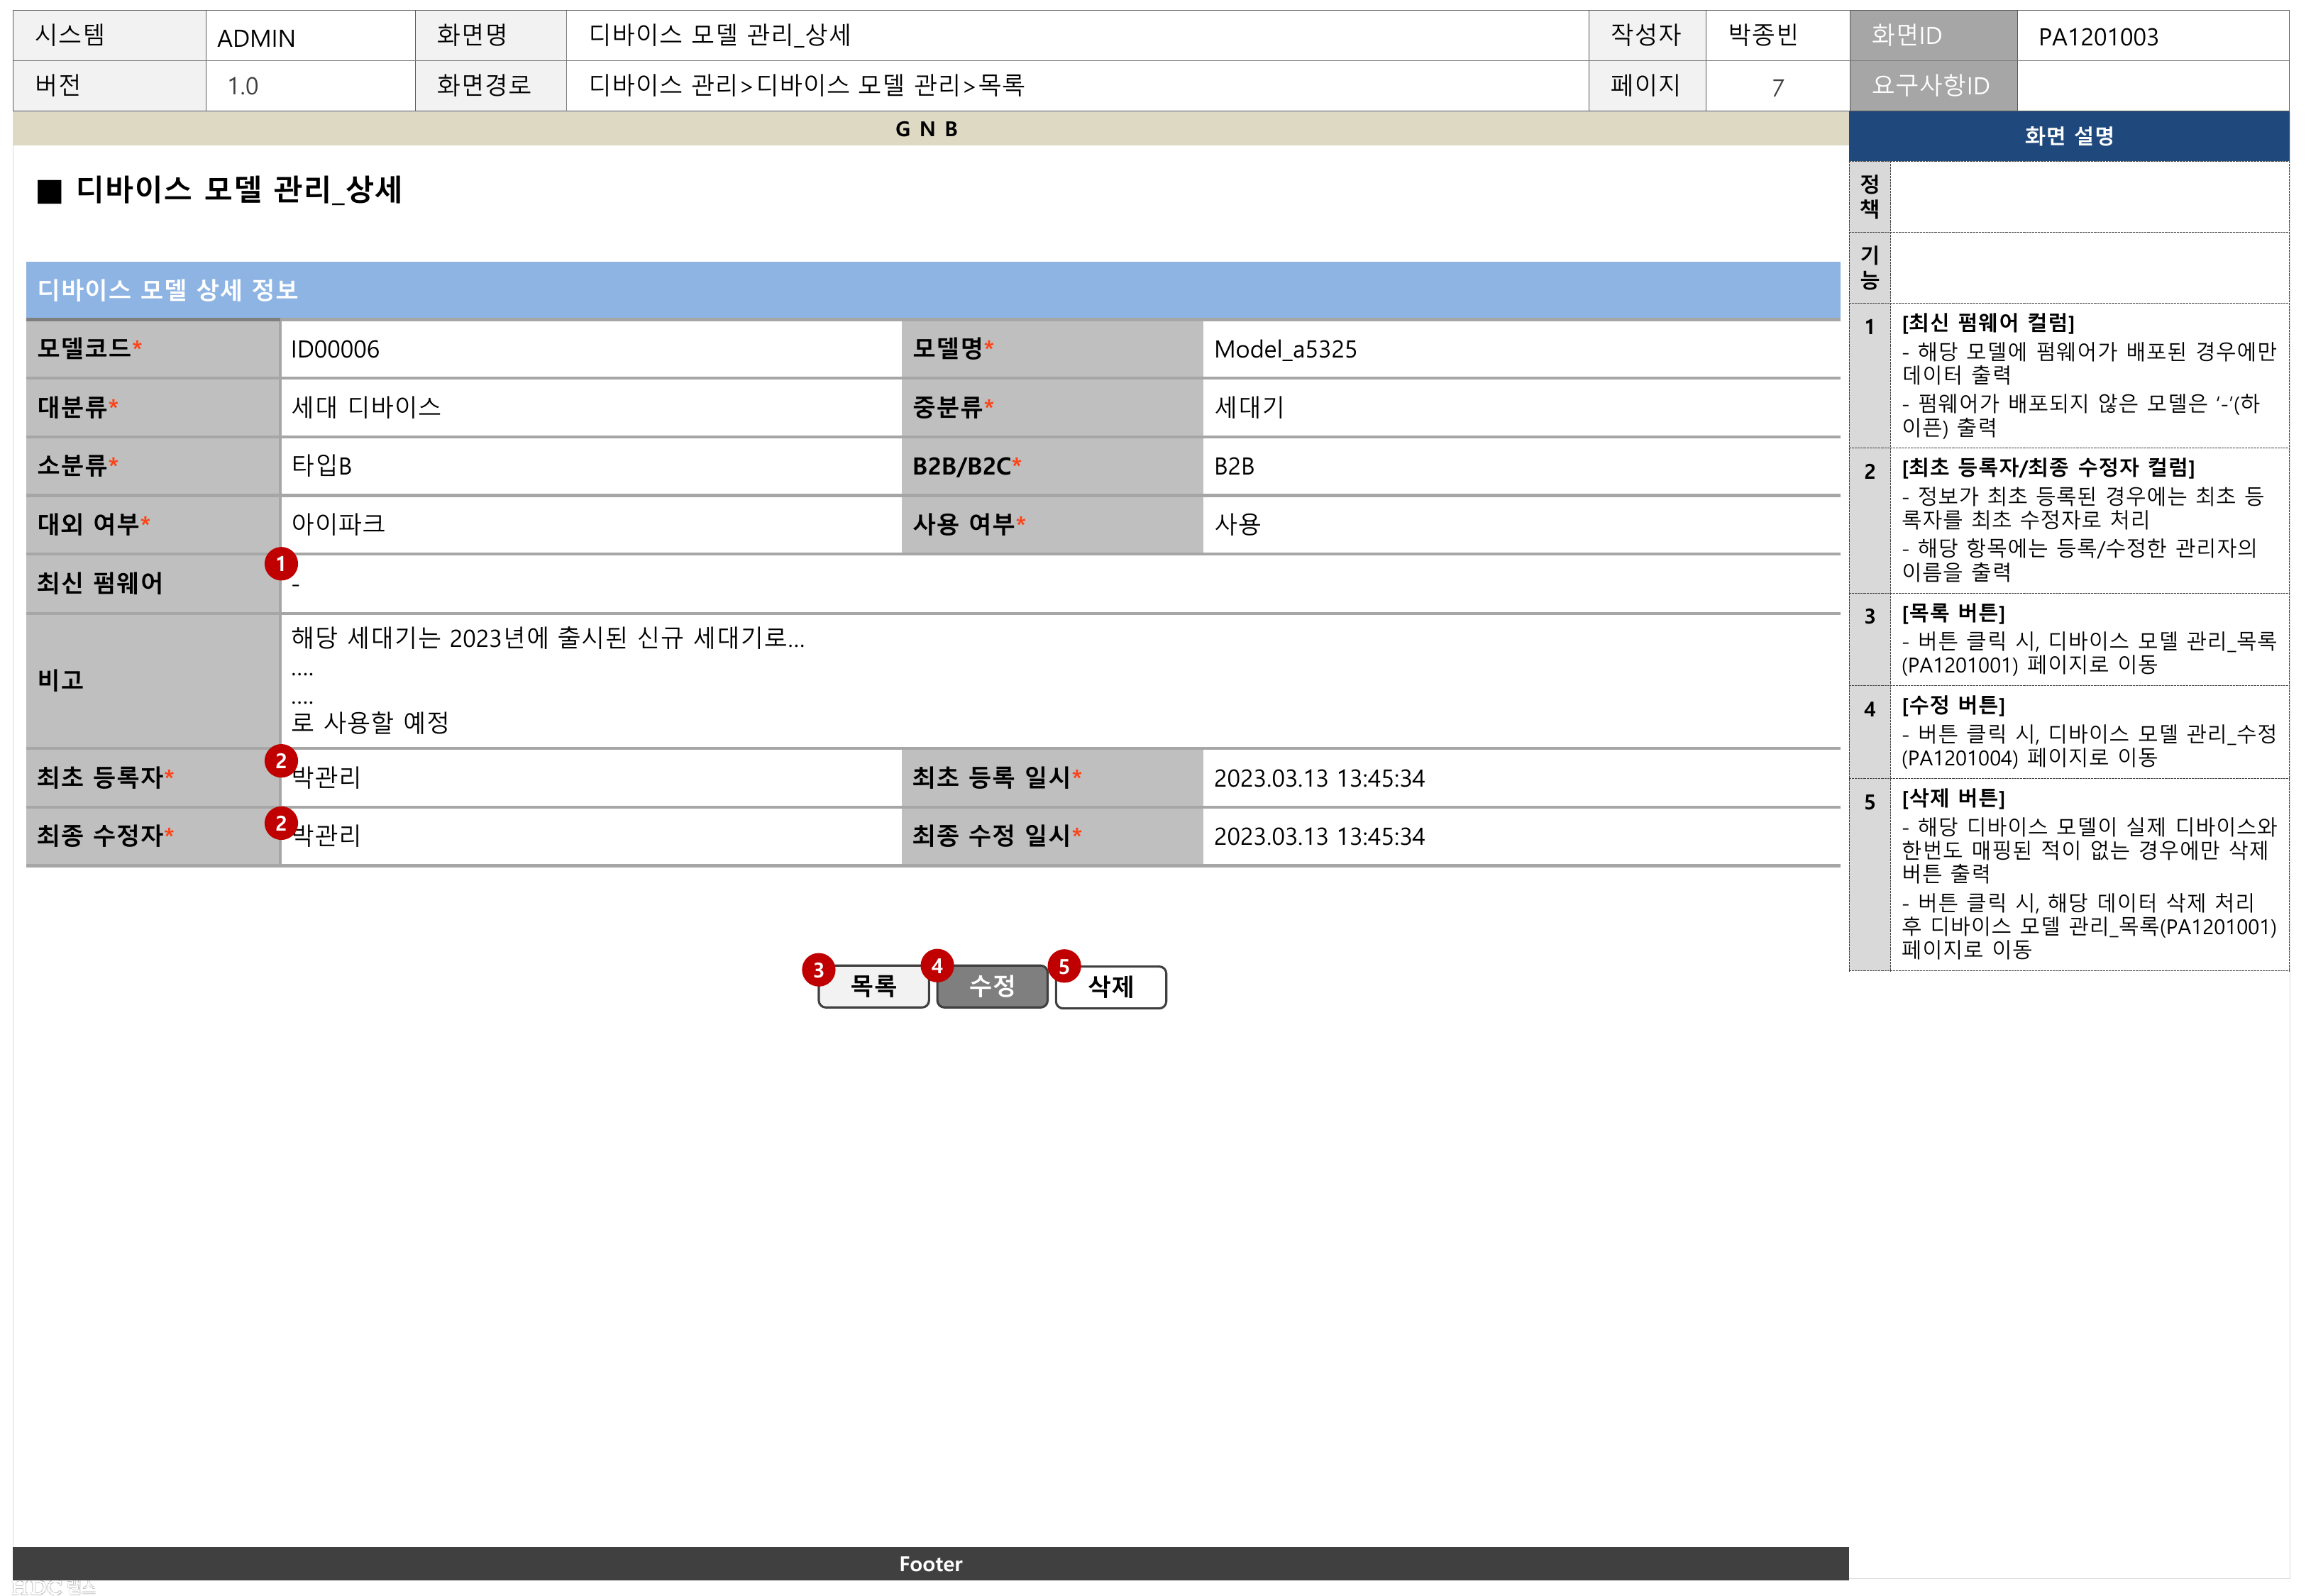 시스템 ADMIN 화면명 디바이스 모델 관리_상세 작성자 박종빈 화면ID PA1201003
버전 1.0 화면경로 디바이스 관리>디바이스 모델 관리>목록 페이지 7 요구사항ID
G N B
■ 디바이스 모델 관리_상세
디바이스 모델 상세 정보
모델코드* ID00006 모델명* Model_a5325
대분류* 세대 디바이스 중분류* 세대기
소분류* 타입B B2B/B2C* B2B
대외 여부* 아이파크 사용 여부* 사용
최신 펌웨어 1 -
비고
해당 세대기는 2023년에 출시된 신규 세대기로...
....
....
로 사용할 예정
최초 등록자* 2 박관리 최초 등록 일시* 2023.03.13 13:45:34
최종 수정자* 2 박관리 최종 수정 일시* 2023.03.13 13:45:34
3 목록 4 수정 5 삭제
화면 설명
정
책
기
능
1 [최신 펌웨어 컬럼]
- 해당 모델에 펌웨어가 배포된 경우에만
데이터 출력
- 펌웨어가 배포되지 않은 모델은 ‘-’(하
이픈) 출력
2 [최초 등록자/최종 수정자 컬럼]
- 정보가 최초 등록된 경우에는 최초 등
록자를 최초 수정자로 처리
- 해당 항목에는 등록/수정한 관리자의
이름을 출력
3 [목록 버튼]
- 버튼 클릭 시, 디바이스 모델 관리_목록
(PA1201001) 페이지로 이동
4 [수정 버튼]
- 버튼 클릭 시, 디바이스 모델 관리_수정
(PA1201004) 페이지로 이동
5 [삭제 버튼]
- 해당 디바이스 모델이 실제 디바이스와
한번도 매핑된 적이 없는 경우에만 삭제
버튼 출력
- 버튼 클릭 시, 해당 데이터 삭제 처리
후 디바이스 모델 관리_목록(PA1201001)
페이지로 이동
Footer
HDC 랩스